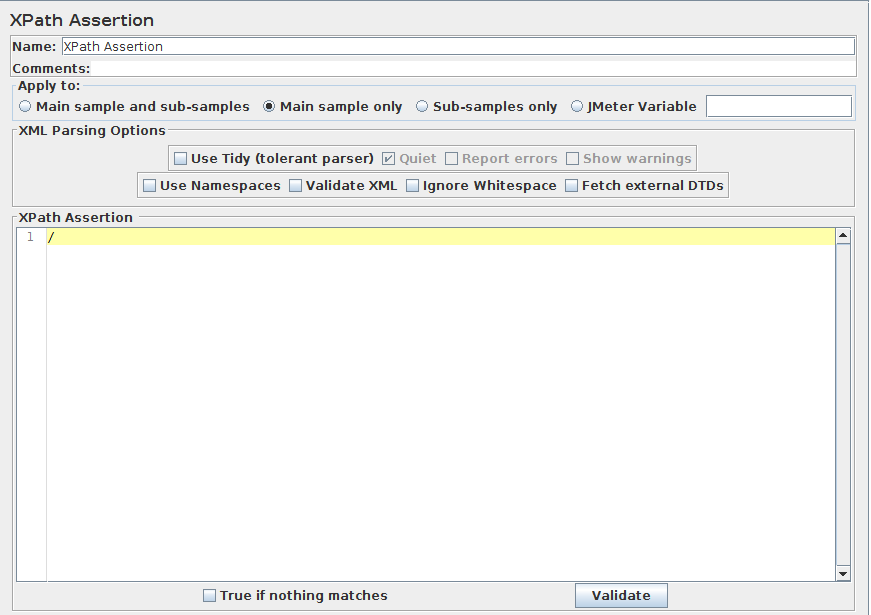 XPath Assertion
Name: XPath Assertion
Comments:
Apply to:
Main sample and sub-samples Main sample only Sub-samples only JMeter Variable
XML Parsing Options
Use Tidy (tolerant parser) Quiet Report errors Show warnings
Use Namespaces Validate XML Ignore Whitespace Fetch external DTDs
XPath Assertion
1 /
True if nothing matches Validate